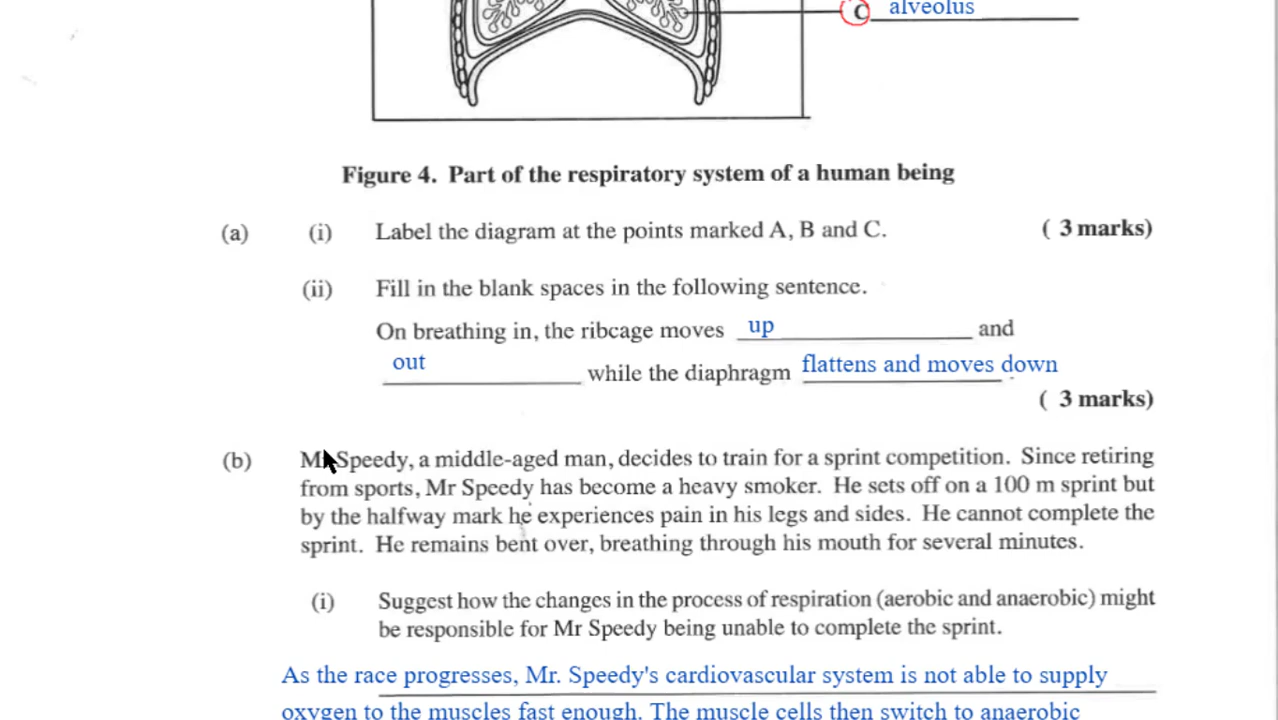 C alveolus
Figure 4. Part of the respiratory system of a human being
(a) (i) Label the diagram at the points marked A, B and C. ( 3 marks)
(ii) Fill in the blank spaces in the following sentence.
On breathing in, the ribcage moves up and
out while the diaphragm flattens and moves down
( 3 marks)
(b) Mr Speedy, a middle-aged man, decides to train for a sprint competition. Since retiring
from sports, Mr Speedy has become a heavy smoker. He sets off on a 100 m sprint but
by the halfway mark he experiences pain in his legs and sides. He cannot complete the
sprint. He remains bent over, breathing through his mouth for several minutes.
(i) Suggest how the changes in the process of respiration (aerobic and anaerobic) might
be responsible for Mr Speedy being unable to complete the sprint.
As the race progresses, Mr. Speedy's cardiovascular system is not able to supply
oxygen to the muscles fast enough. The muscle cells then switch to anaerobic